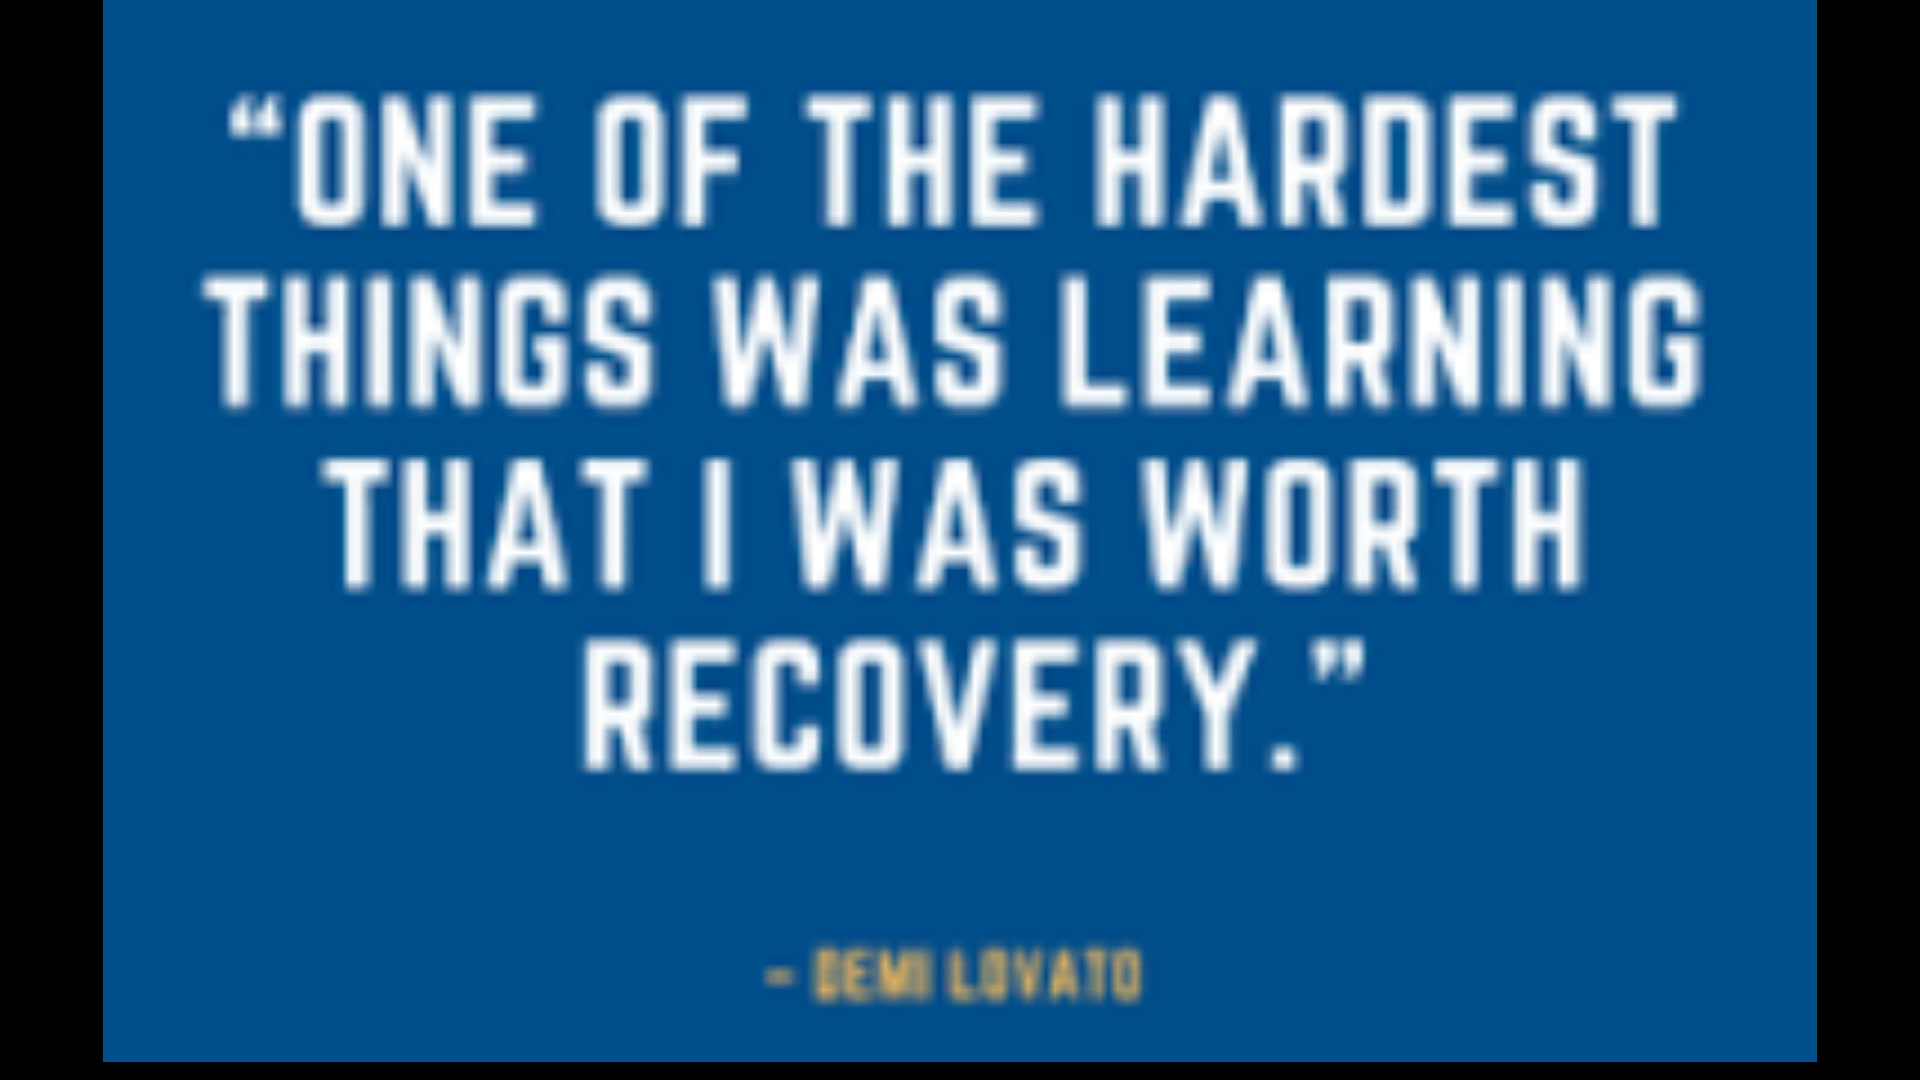 “ONE OF THE HARDEST
THINGS WAS LEARNING
THAT I WAS WORTH
RECOVERY.”
– DEMI LOVATO